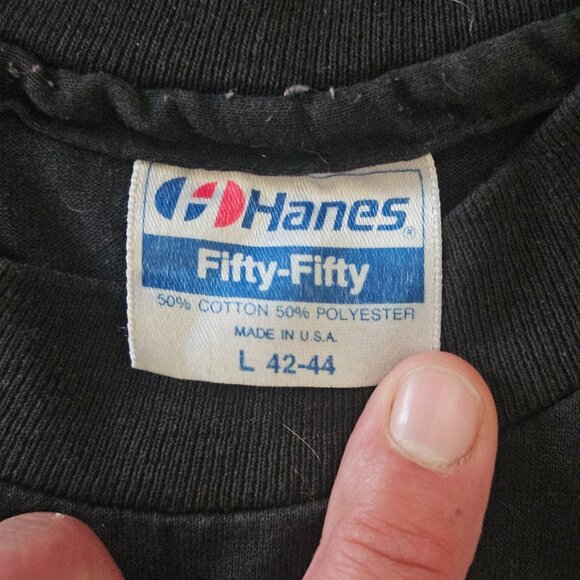 Hanes®
Fifty-Fifty
50% COTTON 50% POLYESTER
MADE IN U.S.A.
L 42-44